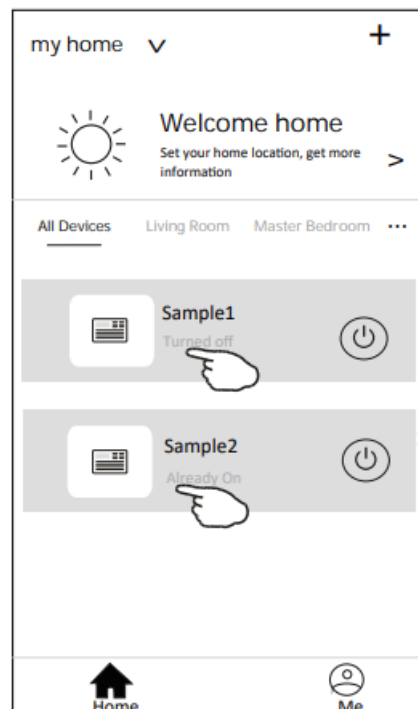 my home
Welcome home
Set your home location, get more
information
All Devices Living Room Master Bedroom ...
Sample1
Turned off
Sample2
Already On
Home Me